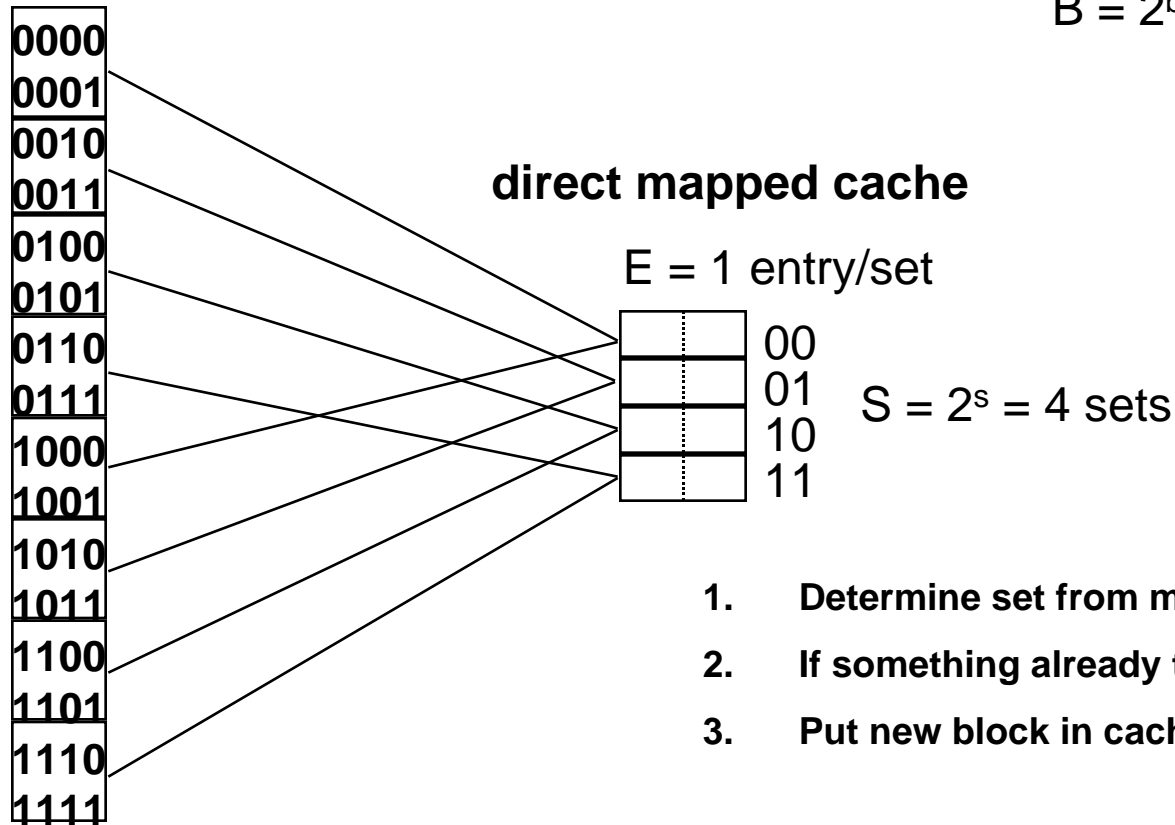 B = 2ᵇ
0000
0001
0010
0011
0100
0101
0110
0111
1000
1001
1010
1011
1100
1101
1110
1111
direct mapped cache
E = 1 entry/set
00
01
10
11
S = 2ˢ = 4 sets
1. Determine set from
2. If something already
3. Put new block in